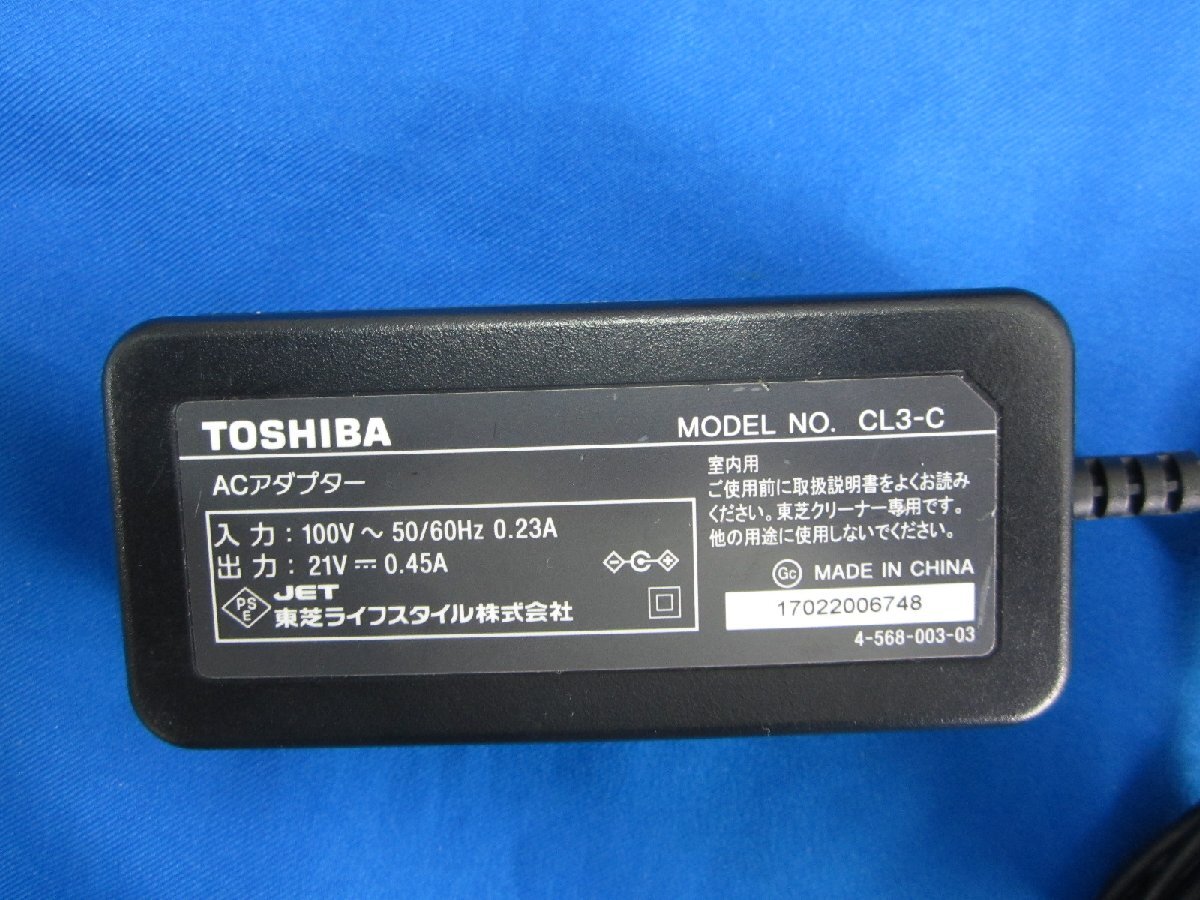 TOSHIBA
MODEL NO. CL3-C
ACアダプター
入力:100V～50/60Hz 0.23A
出力:21V⎓0.45A
PSE
JET
東芝ライフスタイル株式会社
室内用
ご使用前に取扱説明書をよくお読み
ください。東芝クリーナー専用です。
他の用途に使用しないでください。
Gc MADE IN CHINA
17022006748
4-568-003-03